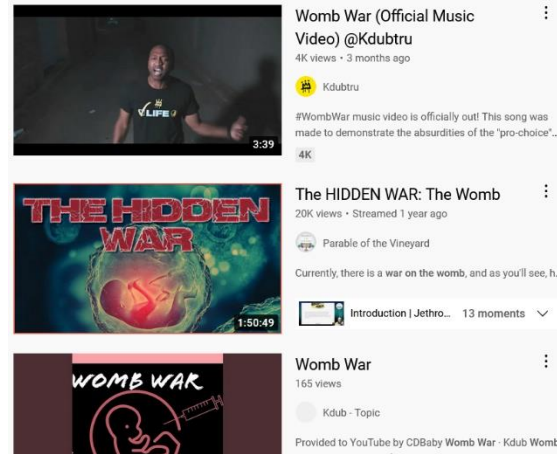 Womb War (Official Music
Video) @Kdubtru
4K views • 3 months ago
Kdubtru
#WombWar music video is officially out! This song was
made to demonstrate the absurdities of the "pro-choice"...
4K
LIFE
3:39
THE HIDDEN
WAR
1:50:49
The HIDDEN WAR: The Womb
20K views • Streamed 1 year ago
Parable of the Vineyard
Currently, there is a war on the womb, and as you'll see, h...
Introduction | Jethro... 13 moments
WOMB WAR
Womb War
165 views
Kdub - Topic
Provided to YouTube by CDBaby Womb War · Kdub Womb